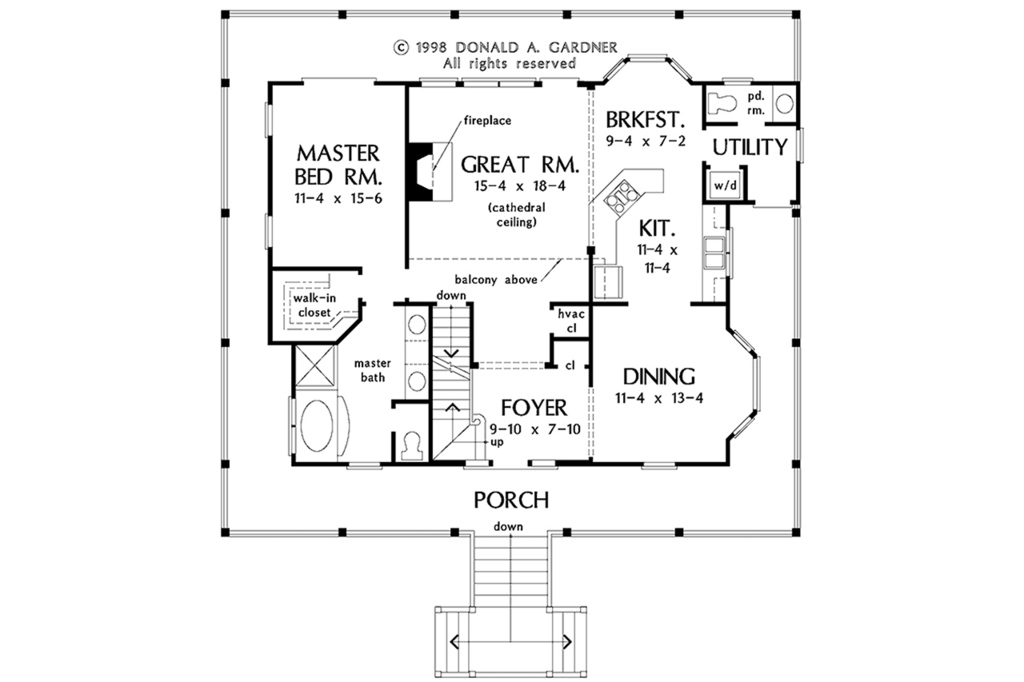 © 1998 DONALD A. GARDNER
All rights reserved
fireplace
MASTER
BED RM.
11-4 x 15-6
GREAT RM.
15-4 x 18-4
(cathedral
ceiling)
BRKFST.
9-4 x 7-2
pd.
rm.
UTILITY
w/d
KIT.
11-4 x
11-4
balcony above
walk-in
closet
down
hvac
cl
master
bath
cl
DINING
11-4 x 13-4
FOYER
9-10 x 7-10
up
PORCH
down